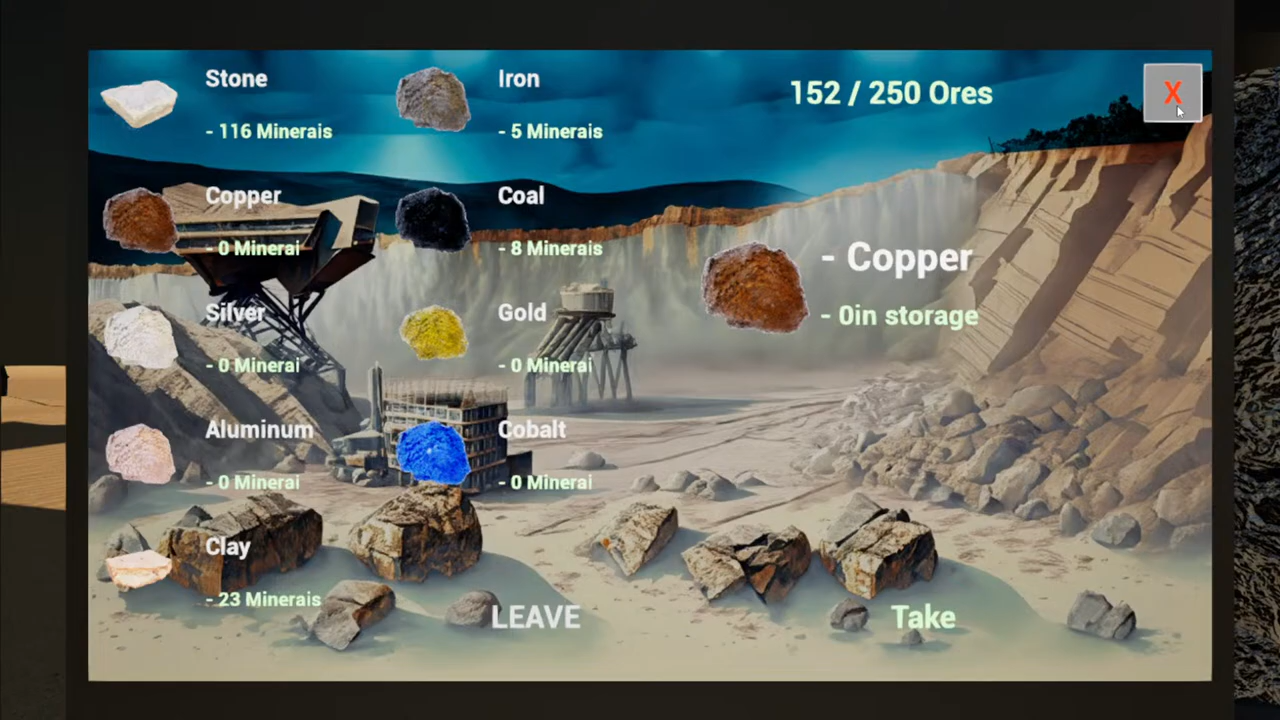 Stone
- 116 Minerais
Iron
- 5 Minerais
152 / 250 Ores
X
Copper
- 0 Minerai
Coal
- 8 Minerais
- Copper
- 0in storage
Silver
- 0 Minerai
Gold
- 0 Minerai
Aluminum
- 0 Minerai
Cobalt
- 0 Minerai
Clay
- 23 Minerais
LEAVE
Take